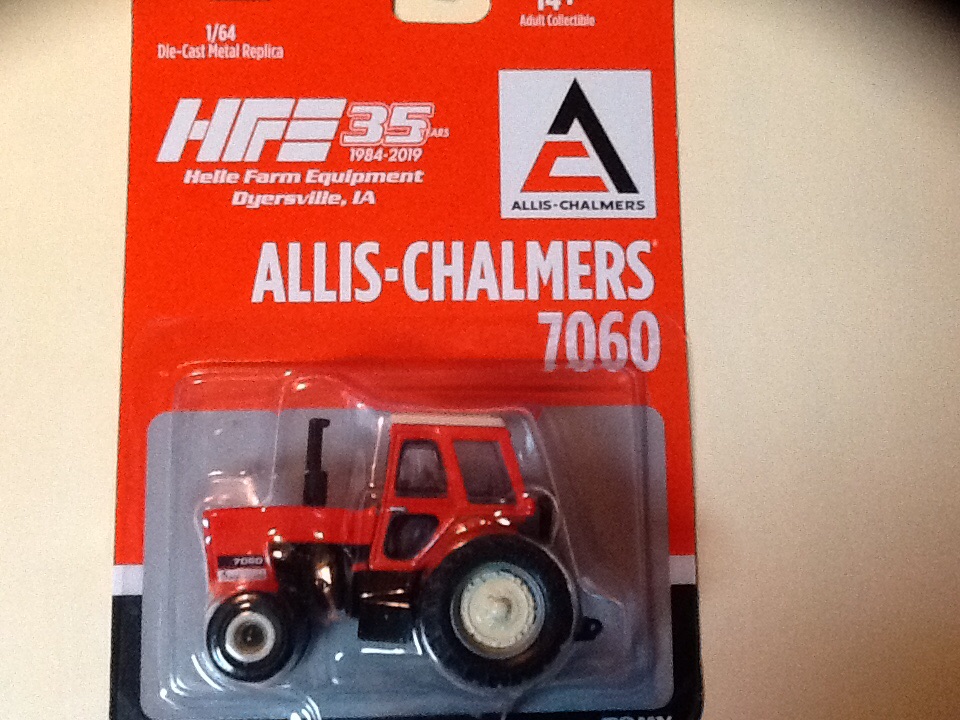 1/64
Die-Cast Metal Replica
14+
Adult Collectible
HFE 35 YEARS
1984-2019
Helle Farm Equipment
Dyersville, IA
ALLIS-CHALMERS
ALLIS-CHALMERS
7060
7060